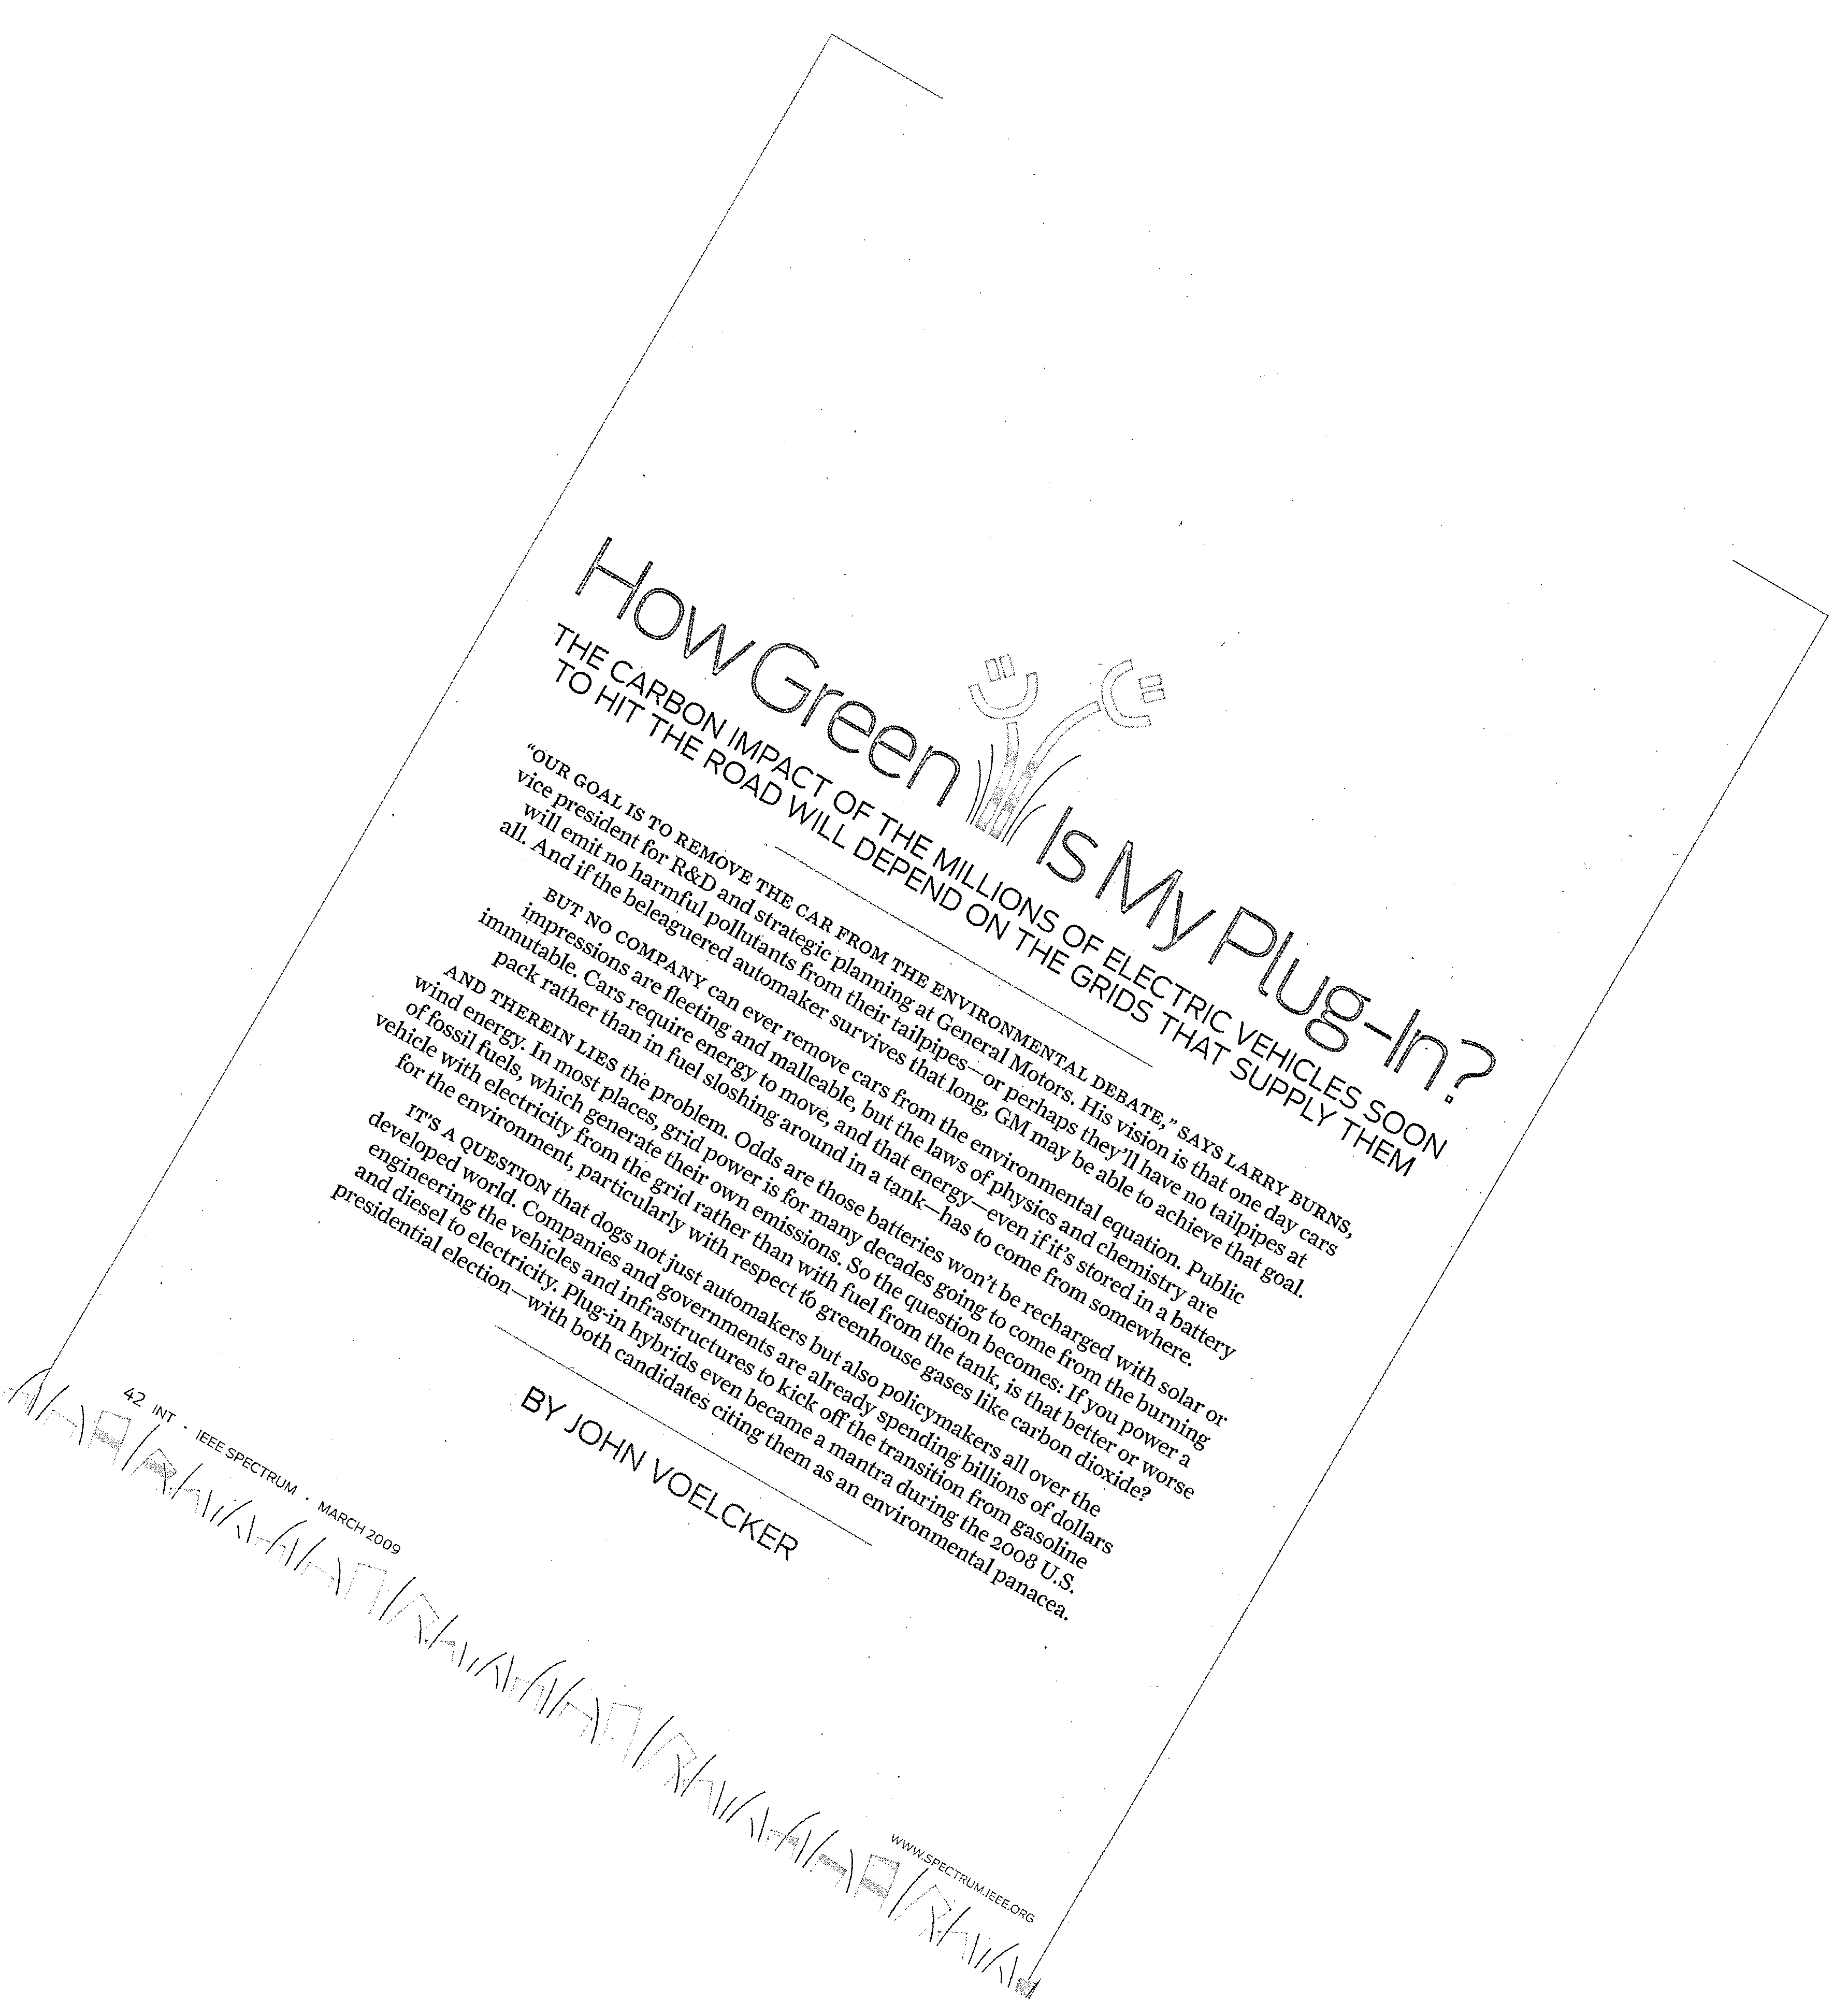 How Green Is My Plug-In?
THE CARBON IMPACT OF THE MILLIONS OF ELECTRIC VEHICLES SOON
TO HIT THE ROAD WILL DEPEND ON THE GRIDS THAT SUPPLY THEM
“OUR GOAL IS TO REMOVE THE CAR FROM THE ENVIRONMENTAL DEBATE,” SAYS LARRY BURNS,
vice president for R&D and strategic planning at General Motors. His vision is that one day cars
will emit no harmful pollutants from their tailpipes—or perhaps they’ll have no tailpipes at
all. And if the beleaguered automaker survives that long, GM may be able to achieve that goal.
BUT NO COMPANY can ever remove cars from the environmental equation. Public
impressions are fleeting and malleable, but the laws of physics and chemistry are
immutable. Cars require energy to move, and that energy—even if it’s stored in a battery
pack rather than in fuel sloshing around in a tank—has to come from somewhere.
AND THEREIN LIES the problem. Odds are those batteries won’t be recharged with solar or
wind energy. In most places, grid power is for many decades going to come from the burning
of fossil fuels, which generate their own emissions. So the question becomes: If you power a
vehicle with electricity from the grid rather than with fuel from the tank, is that better or worse
for the environment, particularly with respect to greenhouse gases like carbon dioxide?
IT’S A QUESTION that dogs not just automakers but also policymakers all over the
developed world. Companies and governments are already spending billions of dollars
engineering the vehicles and infrastructures to kick off the transition from gasoline
and diesel to electricity. Plug-in hybrids even became a mantra during the 2008 U.S.
presidential election—with both candidates citing them as an environmental panacea.
BY JOHN VOELCKER
42 INT · IEEE SPECTRUM · MARCH 2009
WWW.SPECTRUM.IEEE.ORG